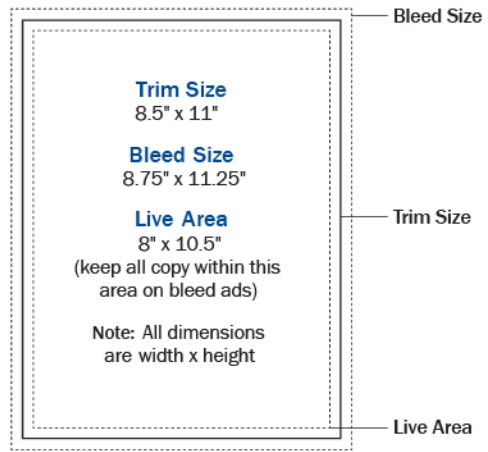 Bleed Size
Trim Size
8.5" x 11"
Bleed Size
8.75" x 11.25"
Live Area
8" x 10.5"
(keep all copy within this
area on bleed ads)
Note: All dimensions
are width x height
Trim Size
Live Area